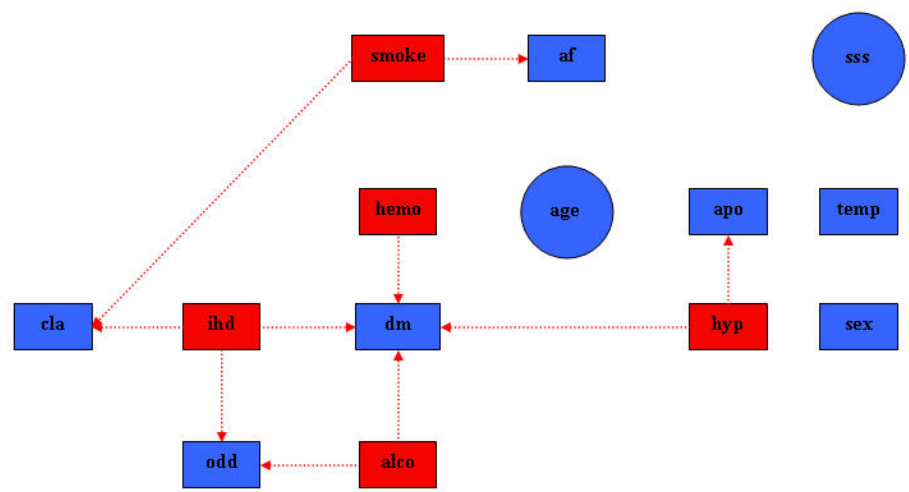 smoke
af
sss
hemo
age
apo
temp
cla
ihd
dm
hyp
sex
odd
alco